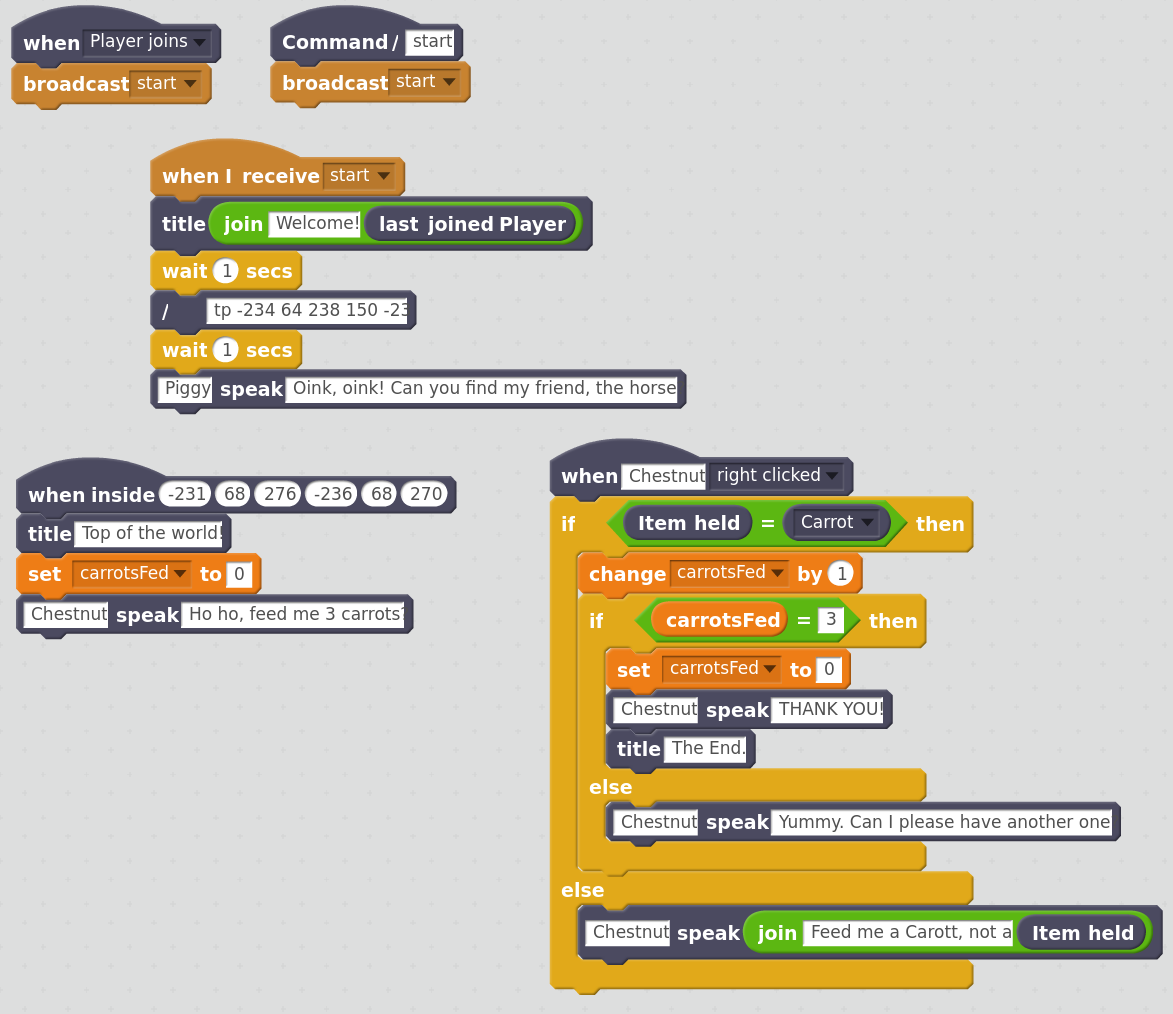 when Player joins
broadcast start
Command / start
broadcast start
when I receive start
title join Welcome! last joined Player
wait 1 secs
/ tp -234 64 238 150 -23
wait 1 secs
Piggy speak Oink, oink! Can you find my friend, the horse
when inside -231 68 276 -236 68 270
title Top of the world!
set carrotsFed to 0
Chestnut speak Ho ho, feed me 3 carrots?
when Chestnut right clicked
if Item held = Carrot then
change carrotsFed by 1
if carrotsFed = 3 then
set carrotsFed to 0
Chestnut speak THANK YOU!
title The End.
else
Chestnut speak Yummy. Can I please have another one
else
Chestnut speak join Feed me a Carott, not a Item held